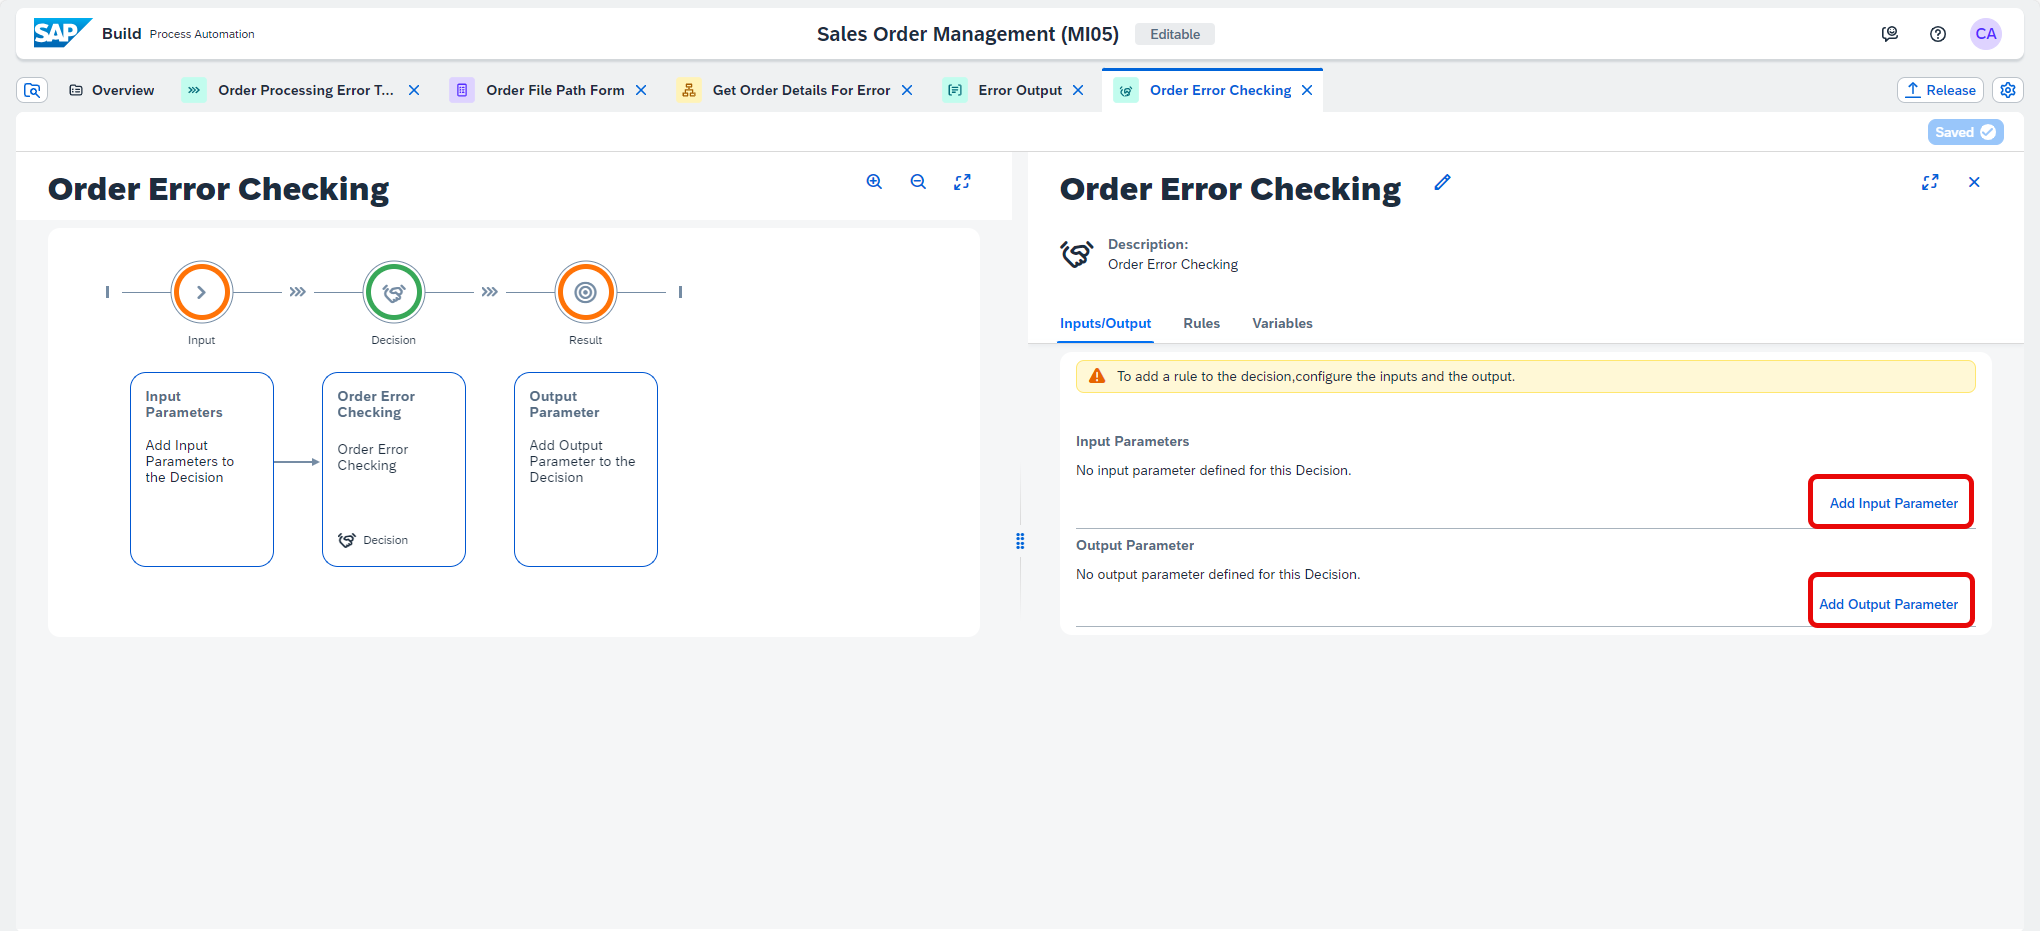 SAP Build Process Automation
Sales Order Management (MI05) Editable
CA
Overview
Order Processing Error T...
Order File Path Form
Get Order Details For Error
Error Output
Order Error Checking
Release
Saved
Order Error Checking
Input
Decision
Result
Input
Parameters
Add Input
Parameters to
the Decision
Order Error
Checking
Order Error
Checking
Decision
Output
Parameter
Add Output
Parameter to the
Decision
Order Error Checking
Description:
Order Error Checking
Inputs/Output Rules Variables
To add a rule to the decision,configure the inputs and the output.
Input Parameters
No input parameter defined for this Decision.
Add Input Parameter
Output Parameter
No output parameter defined for this Decision.
Add Output Parameter